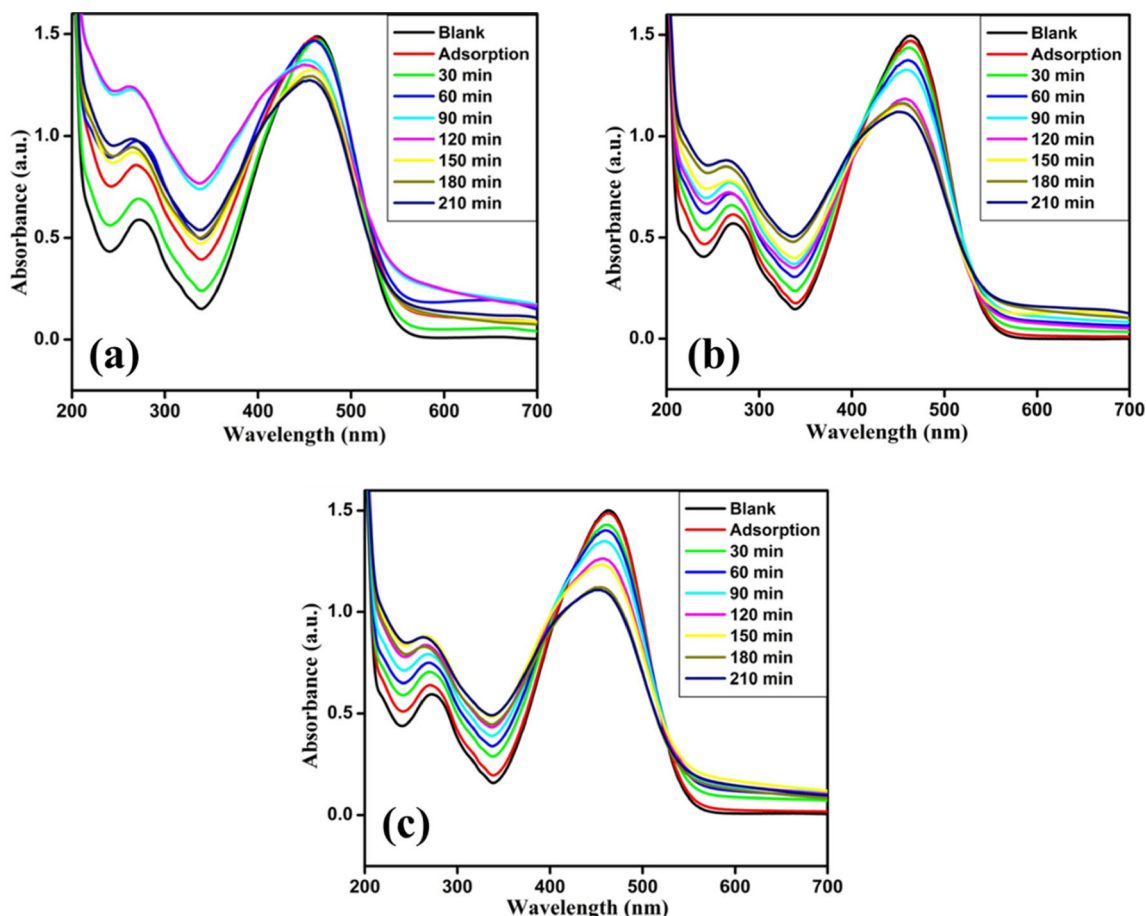 Absorbance (a.u.)
1.5
1.0
0.5
0.0
Blank
Adsorption
30 min
60 min
90 min
120 min
150 min
180 min
210 min
(a)
200 300 400 500 600 700
Wavelength (nm)
Absorbance (a.u.)
1.5
1.0
0.5
0.0
Blank
Adsorption
30 min
60 min
90 min
120 min
150 min
180 min
210 min
(b)
200 300 400 500 600 700
Wavelength (nm)
Absorbance (a.u.)
1.5
1.0
0.5
0.0
Blank
Adsorption
30 min
60 min
90 min
120 min
150 min
180 min
210 min
(c)
200 300 400 500 600 700
Wavelength (nm)